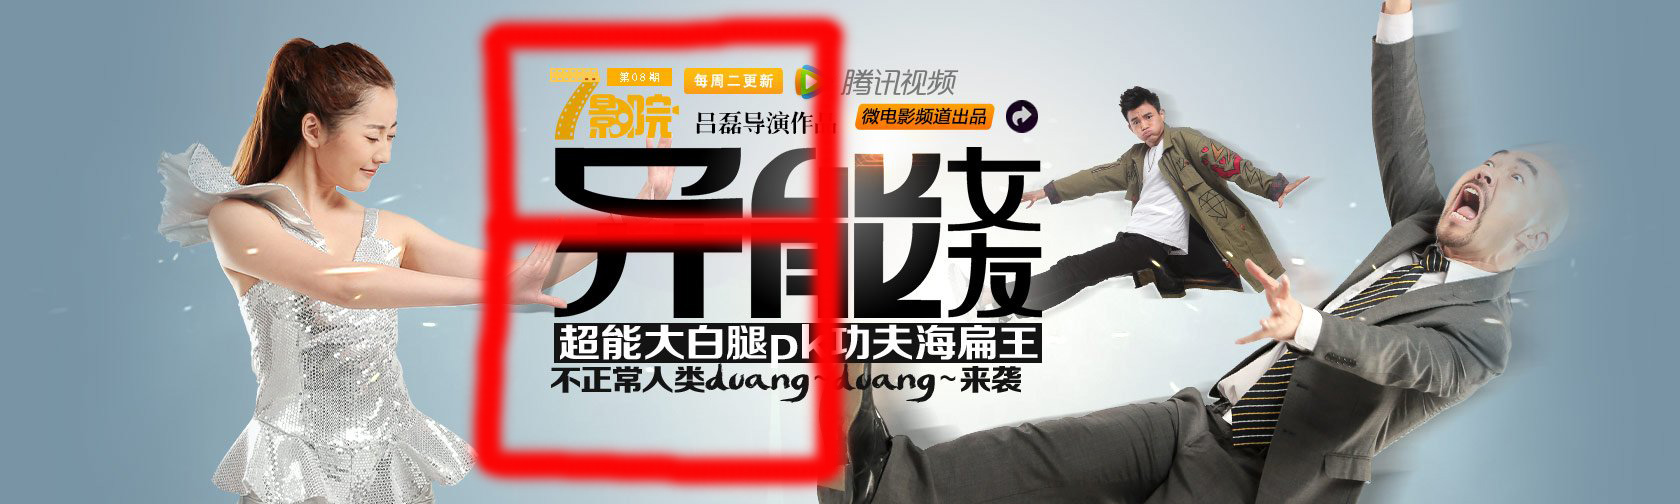 7影院 第08期 每周二更新 腾讯视频
吕磊导演作品 微电影频道出品
异能女友
超能大白腿pk功夫海扁王
不正常人类duang~duang~来袭